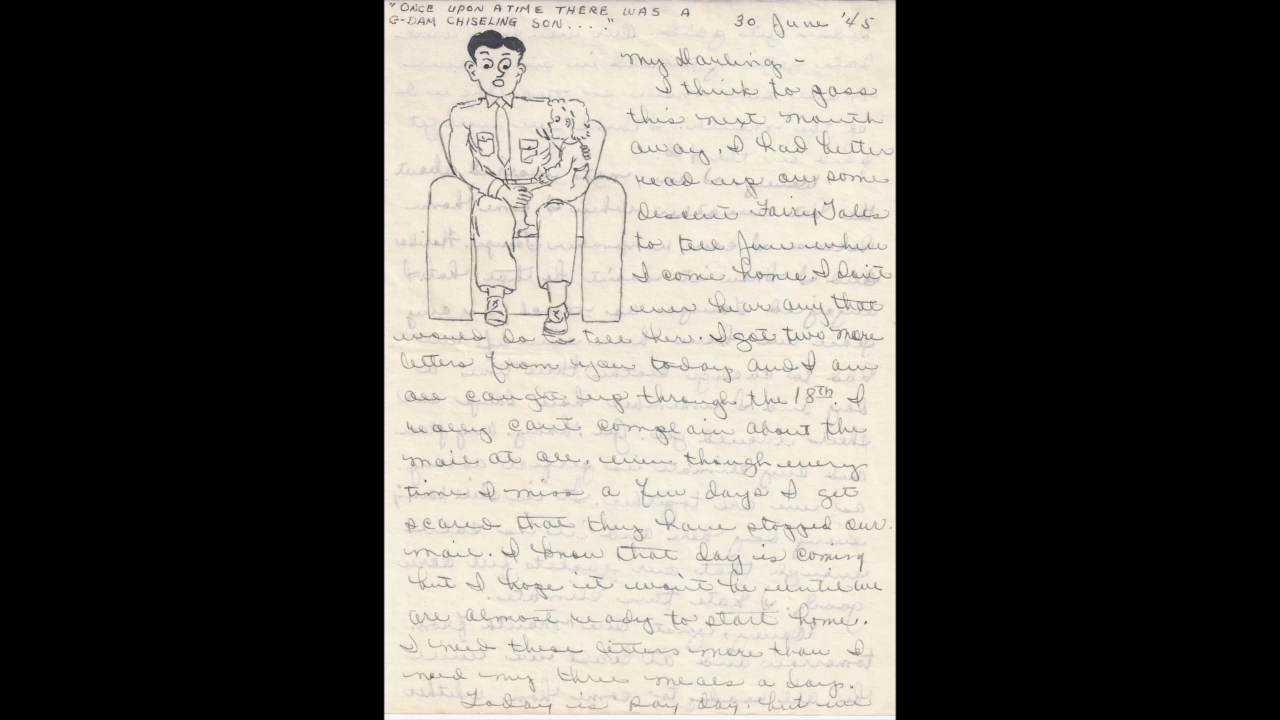 "ONCE UPON A TIME THERE WAS A
G-DAM CHISELING SON...."
30 June '45
My Darling -
I think to pass
this next month
away, I had better
read up on some
descent Fairy Tales
to tell June when
I come home. I don't
ever hear any that
would do to tell her. I got two more
letters from you today and I am
all caught up through the 18th. I
really can't complain about the
mail at all, even though every
time I miss a few days I get
scared that they have stopped our
mail. I know that day is coming
but I hope it won't be until we
are almost ready to start home.
I need these letters more than I
need my three meals a day.
Today is pay day, but we